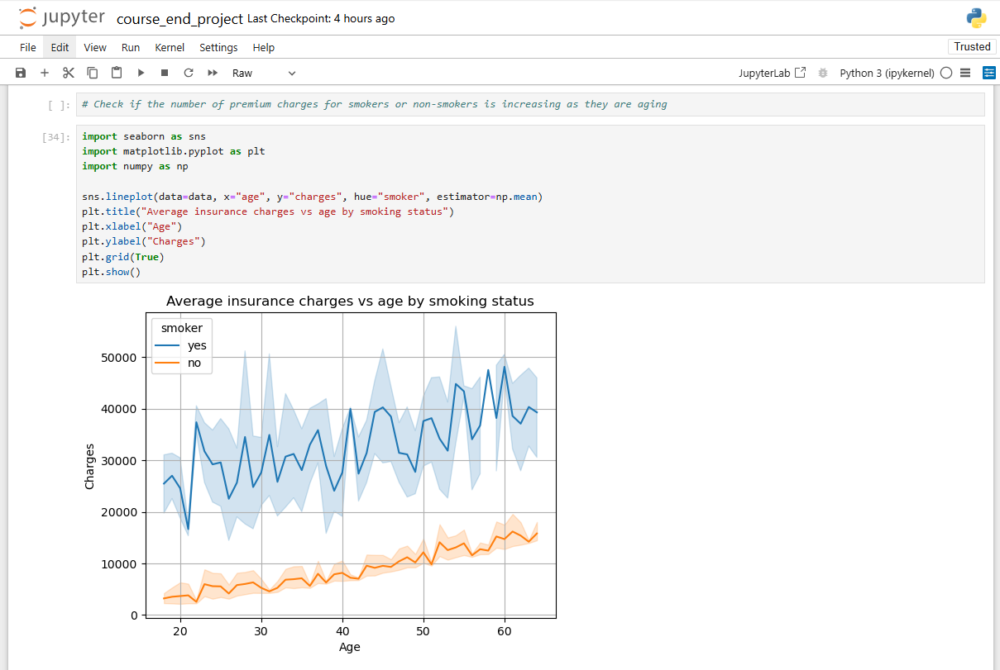 jupyter course_end_project Last Checkpoint: 4 hours ago
File Edit View Run Kernel Settings Help Trusted
Raw JupyterLab Python 3 (ipykernel)
[ ]: # Check if the number of premium charges for smokers or non-smokers is increasing as they are aging
[34]: import seaborn as sns
import matplotlib.pyplot as plt
import numpy as np
sns.lineplot(data=data, x="age", y="charges", hue="smoker", estimator=np.mean)
plt.title("Average insurance charges vs age by smoking status")
plt.xlabel("Age")
plt.ylabel("Charges")
plt.grid(True)
plt.show()
Average insurance charges vs age by smoking status
smoker
yes
no
50000
40000
30000
20000
10000
0
Charges
20 30 40 50 60
Age